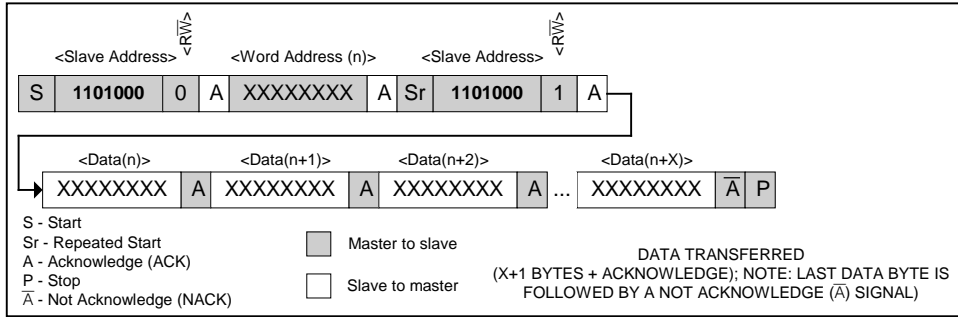 <RW̅>
<RW̅>
<Slave Address>
<Word Address (n)>
<Slave Address>
S 1101000 0 A XXXXXXXX A Sr 1101000 1 A
<Data(n)> <Data(n+1)> <Data(n+2)> <Data(n+X)>
XXXXXXXX A XXXXXXXX A XXXXXXXX A ... XXXXXXXX A̅ P
S - Start
Sr - Repeated Start
A - Acknowledge (ACK)
P - Stop
A̅ - Not Acknowledge (NACK)
Master to slave
Slave to master
DATA TRANSFERRED
(X+1 BYTES + ACKNOWLEDGE); NOTE: LAST DATA BYTE IS
FOLLOWED BY A NOT ACKNOWLEDGE (A̅) SIGNAL)